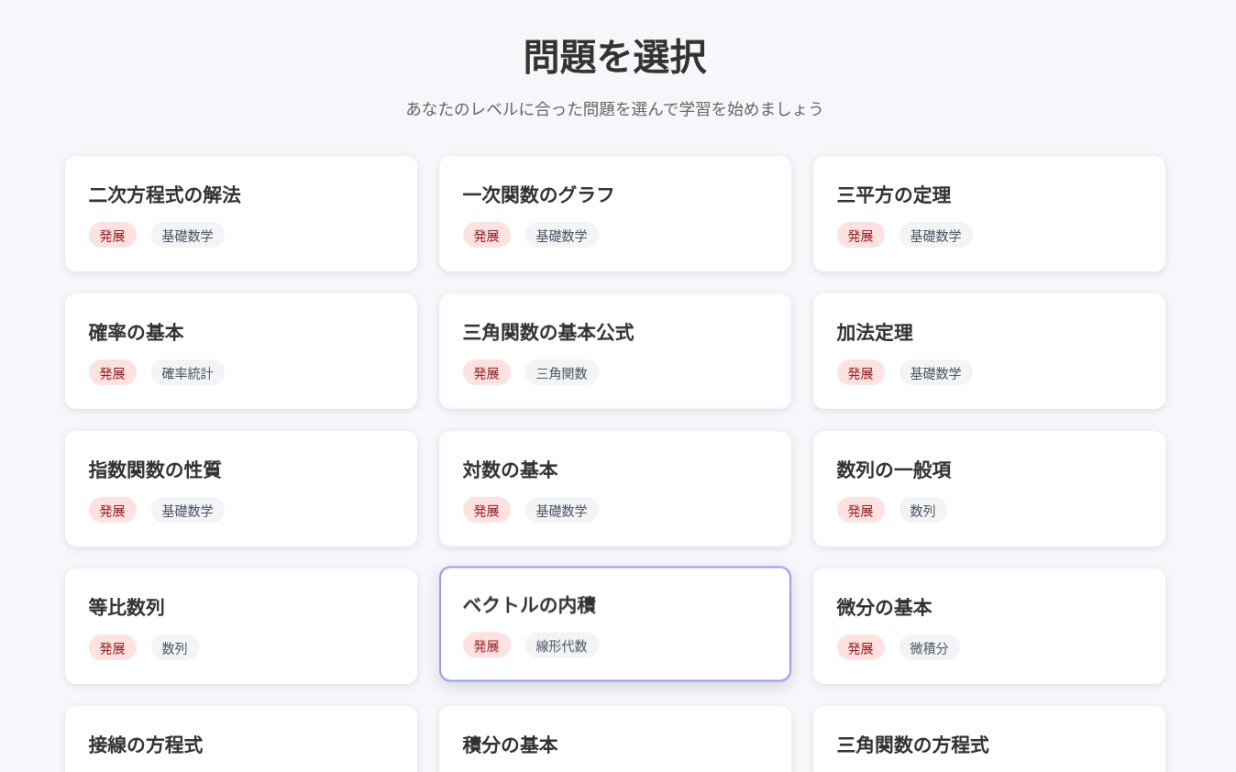 問題を選択
あなたのレベルに合った問題を選んで学習を始めましょう
二次方程式の解法
発展 基礎数学
一次関数のグラフ
発展 基礎数学
三平方の定理
発展 基礎数学
確率の基本
発展 確率統計
三角関数の基本公式
発展 三角関数
加法定理
発展 基礎数学
指数関数の性質
発展 基礎数学
対数の基本
発展 基礎数学
数列の一般項
発展 数列
等比数列
発展 数列
ベクトルの内積
発展 線形代数
微分の基本
発展 微積分
接線の方程式
積分の基本
三角関数の方程式